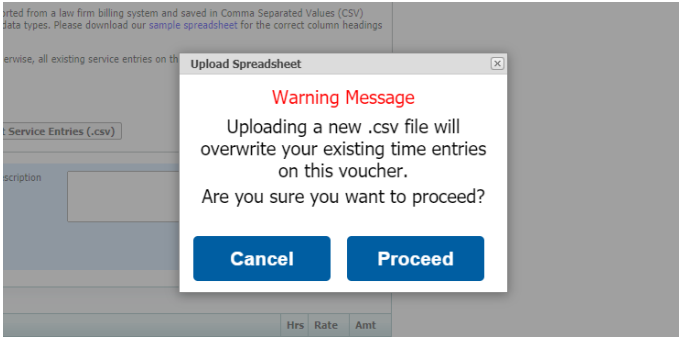 orted from a law firm billing system and saved in Comma Separated Values (CSV)
data types. Please download our sample spreadsheet for the correct column headings
erwise, all existing service entries on th
Upload Spreadsheet
Warning Message
Uploading a new .csv file will
overwrite your existing time entries
on this voucher.
Are you sure you want to proceed?
t Service Entries (.csv)
scription
Cancel Proceed
Hrs Rate Amt